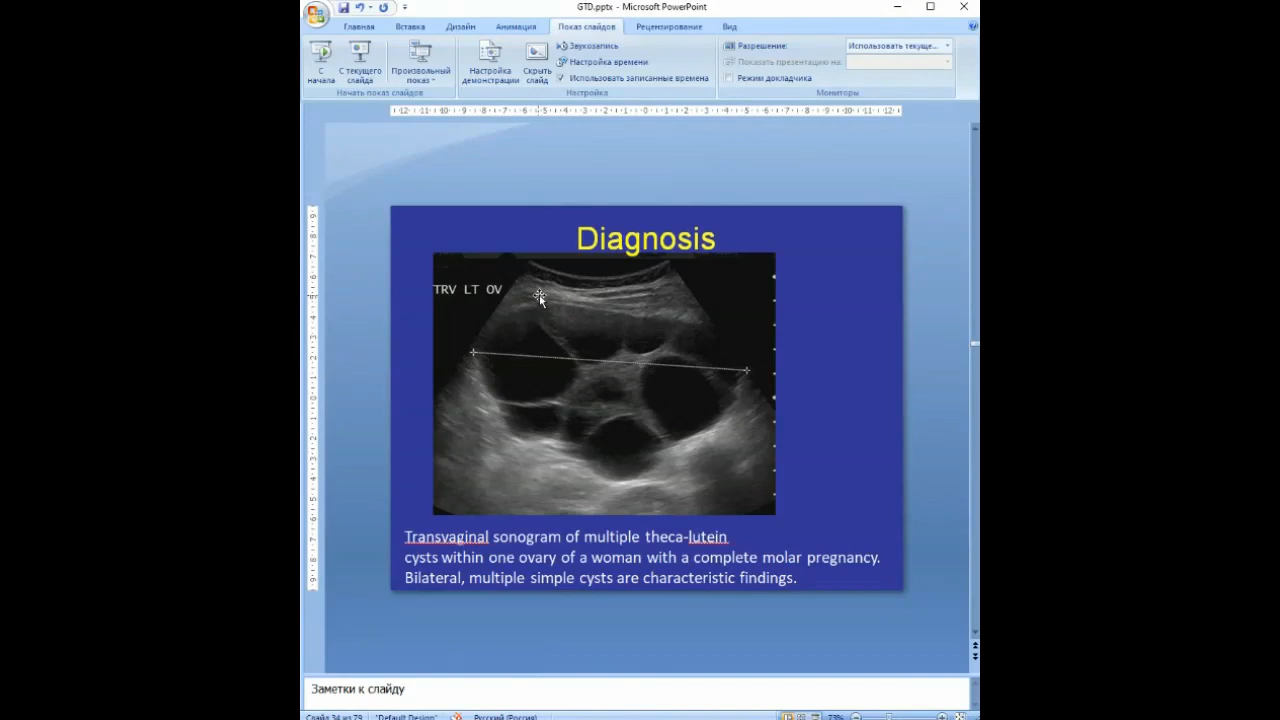 GTD.pptx - Microsoft PowerPoint
Главная Вставка Дизайн Анимация Показ слайдов Рецензирование Вид
С начала
С текущего слайда
Произвольный показ
Начать показ слайдов
Настройка демонстрации
Скрыть слайд
Звукозапись
Настройка времени
Использовать записанные времена
Настройка
Разрешение: Использовать текуще...
Показать презентацию на:
Режим докладчика
Мониторы
Diagnosis
TRV LT OV
Transvaginal sonogram of multiple theca-lutein
cysts within one ovary of a woman with a complete molar pregnancy.
Bilateral, multiple simple cysts are characteristic findings.
Заметки к слайду
Слайд 34 из 79 "Default Design" Русский (Россия) 73%